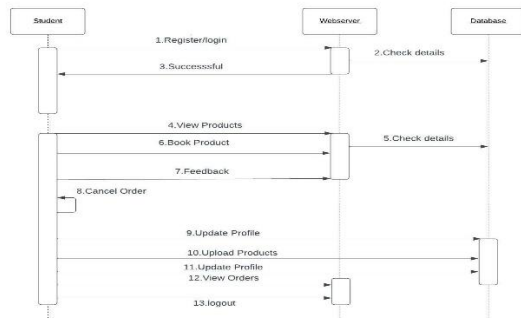 Student
Webserver
Database
1.Register/login
2.Check details
3.Successsful
4.View Products
5.Check details
6.Book Product
7.Feedback
8.Cancel Order
9.Update Profile
10.Upload Products
11.Update Profile
12.View Orders
13.logout